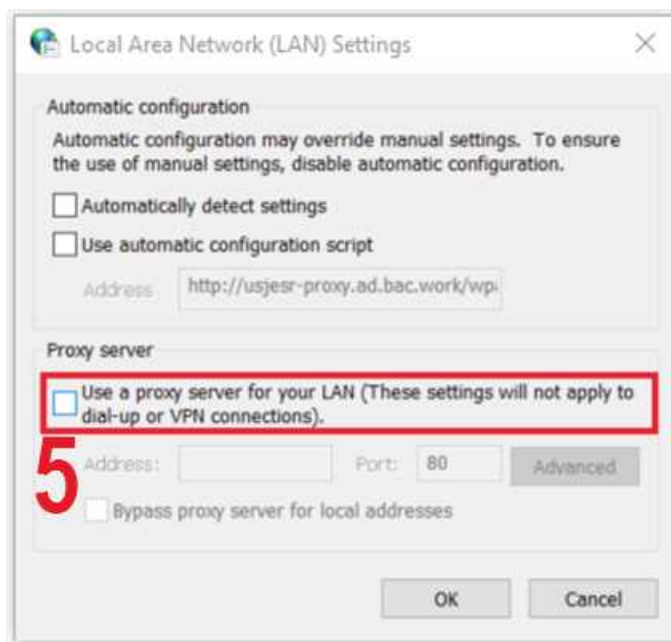 Local Area Network (LAN) Settings
Automatic configuration
Automatic configuration may override manual settings. To ensure
the use of manual settings, disable automatic configuration.
Automatically detect settings
Use automatic configuration script
Address http://usjesr-proxy.ad.bac.work/wp
Proxy server
Use a proxy server for your LAN (These settings will not apply to
dial-up or VPN connections).
5
Address: Port: 80 Advanced
Bypass proxy server for local addresses
OK Cancel